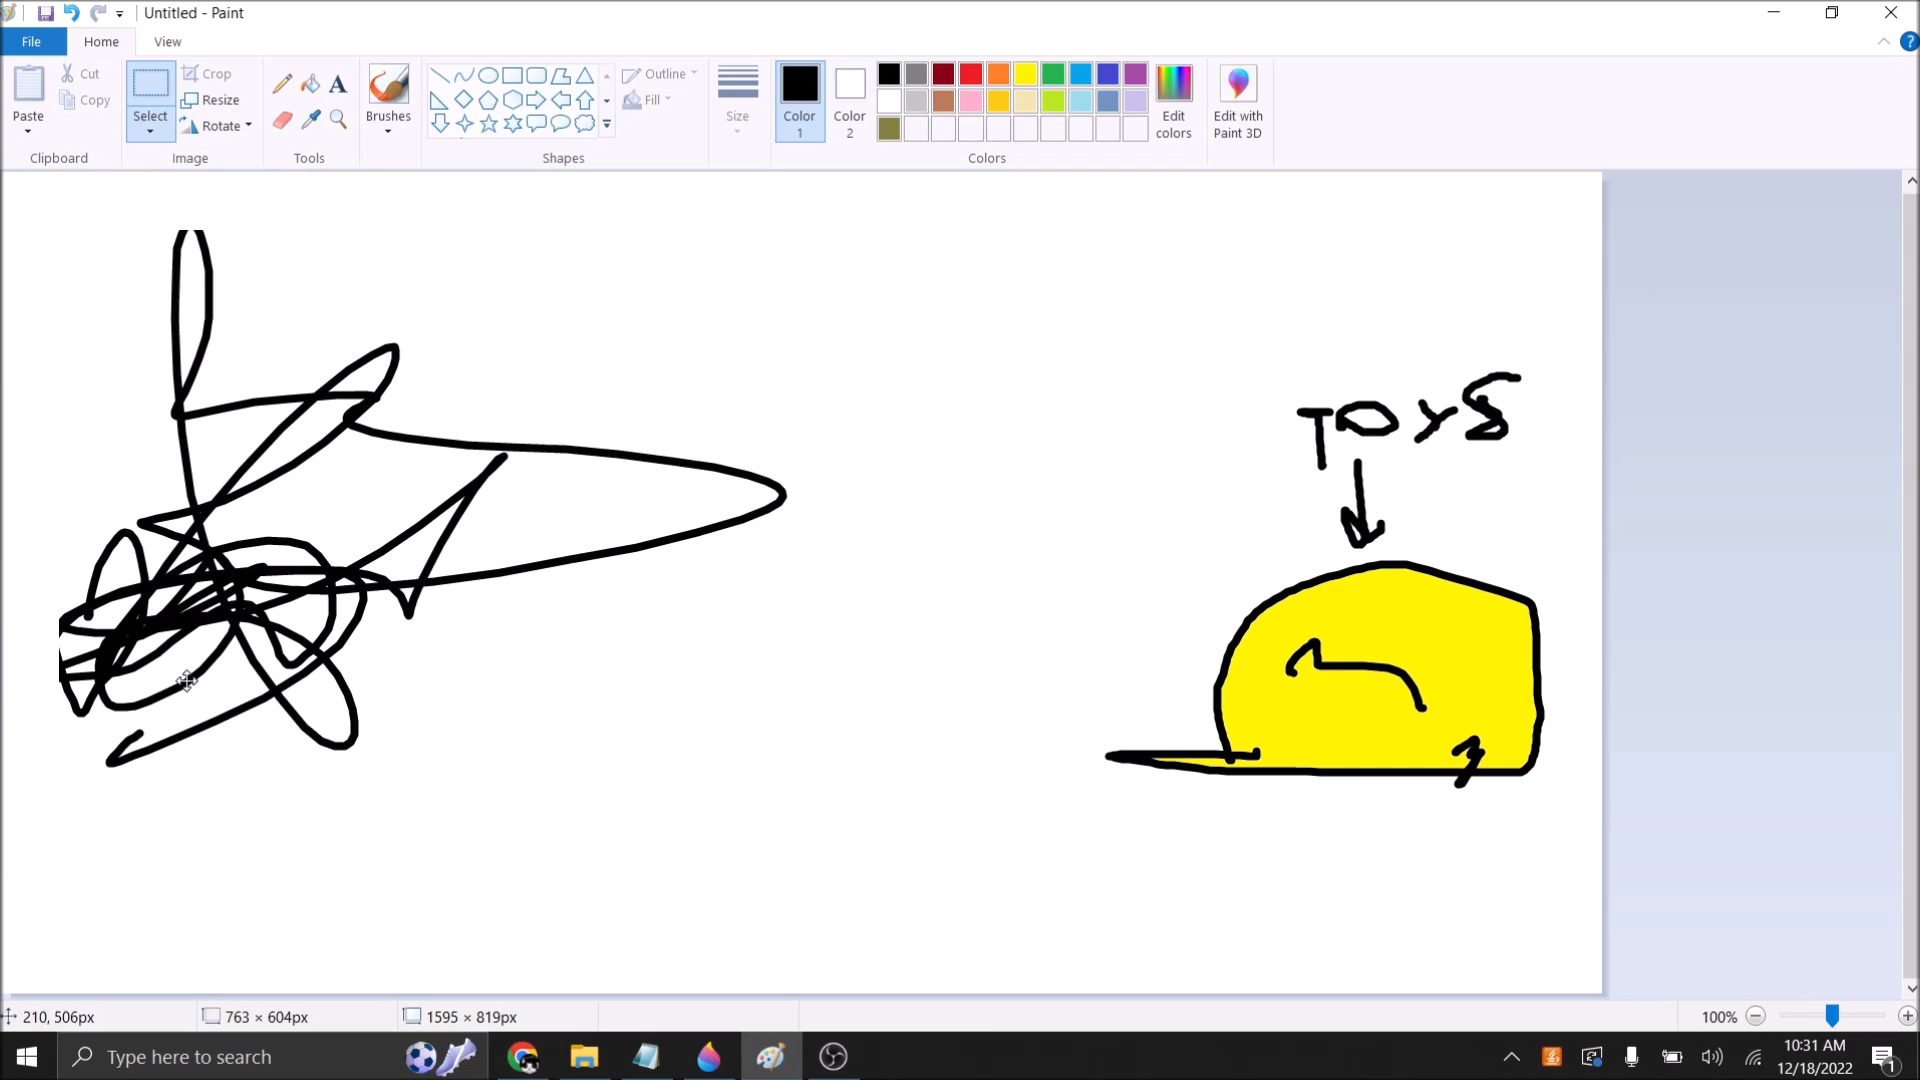 Untitled - Paint
File Home View
Paste
Cut
Copy
Clipboard
Select
Crop
Resize
Rotate
Image
Tools
Brushes
Shapes
Outline
Fill
Size
Color 1
Color 2
Edit colors
Edit with Paint 3D
Colors
TOYS
210, 506px
763 × 604px
1595 × 819px
100%
Type here to search
10:31 AM
12/18/2022
1